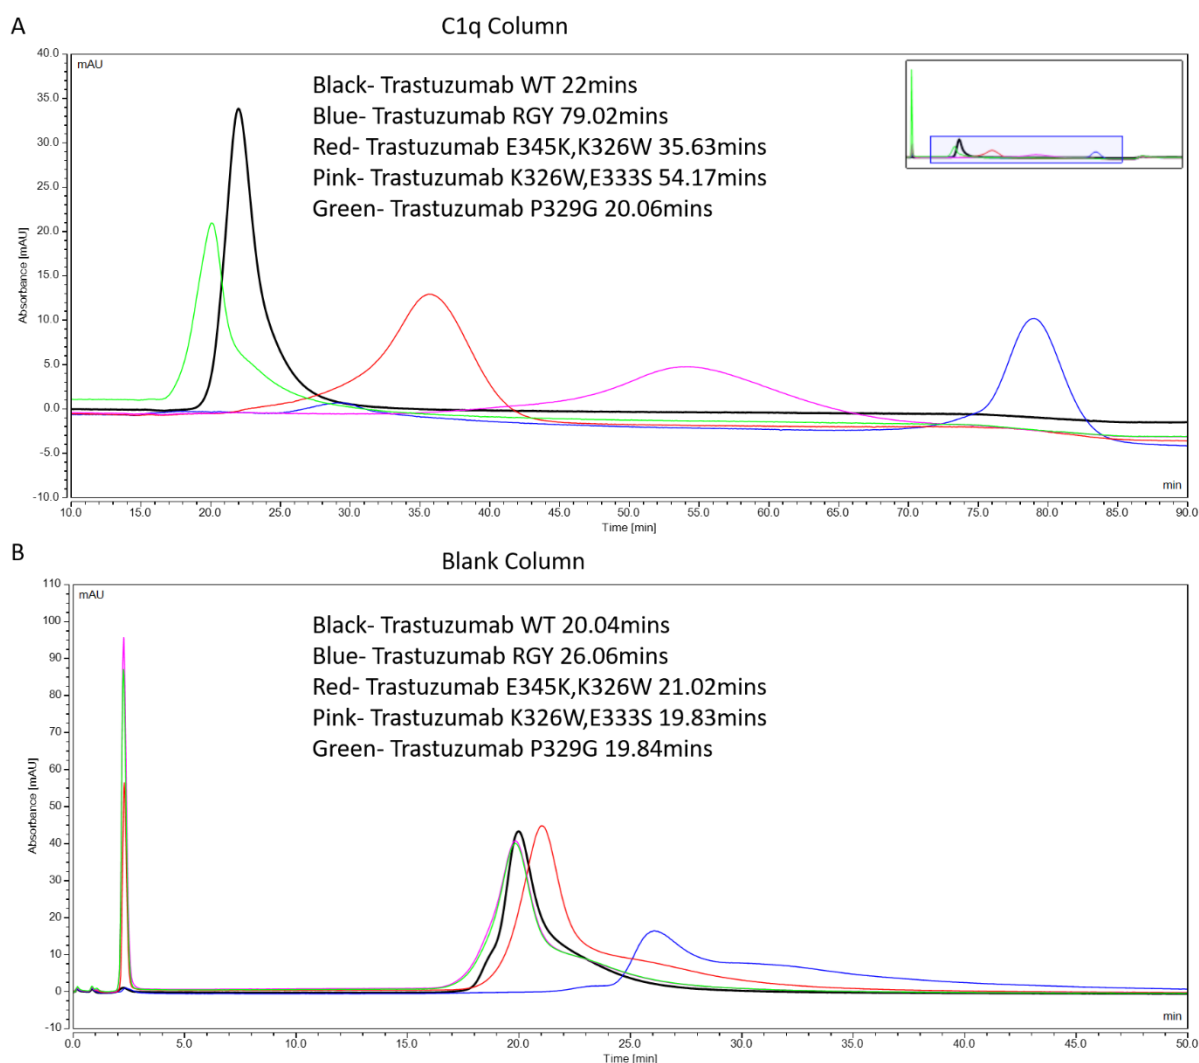 A
C1q Column
40.0
mAU
35.0
30.0
25.0
20.0
15.0
10.0
5.0
0.0
-5.0
-10.0
Absorbance [mAU]
Black- Trastuzumab WT 22mins
Blue- Trastuzumab RGY 79.02mins
Red- Trastuzumab E345K,K326W 35.63mins
Pink- Trastuzumab K326W,E333S 54.17mins
Green- Trastuzumab P329G 20.06mins
min
10.0 15.0 20.0 25.0 30.0 35.0 40.0 45.0 50.0 55.0 60.0 65.0 70.0 75.0 80.0 85.0 90.0
Time [min]
B
Blank Column
110
mAU
100
90
80
70
60
50
40
30
20
10
0
-10
Absorbance [mAU]
Black- Trastuzumab WT 20.04mins
Blue- Trastuzumab RGY 26.06mins
Red- Trastuzumab E345K,K326W 21.02mins
Pink- Trastuzumab K326W,E333S 19.83mins
Green- Trastuzumab P329G 19.84mins
min
0.0 5.0 10.0 15.0 20.0 25.0 30.0 35.0 40.0 45.0 50.0
Time [min]